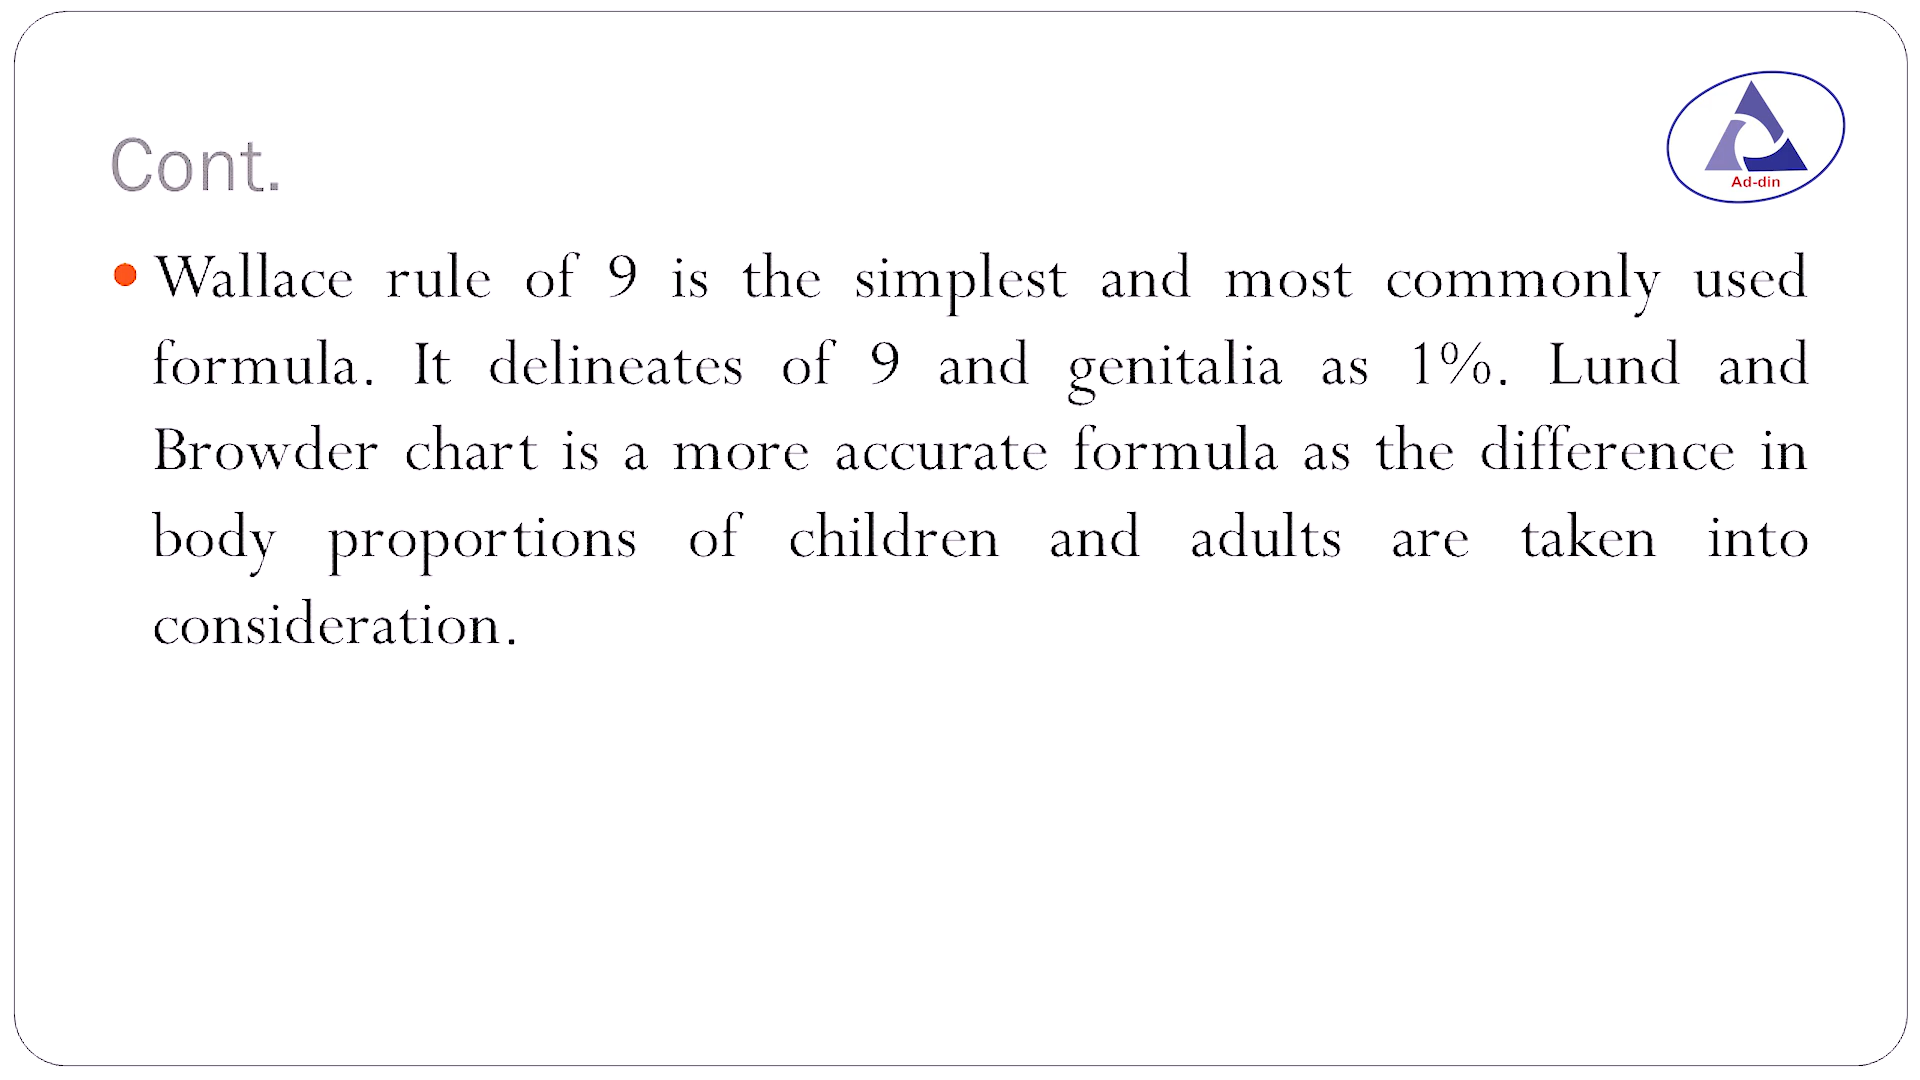 Ad-din
Cont.
Wallace rule of 9 is the simplest and most commonly used
formula. It delineates of 9 and genitalia as 1%. Lund and
Browder chart is a more accurate formula as the difference in
body proportions of children and adults are taken into
consideration.